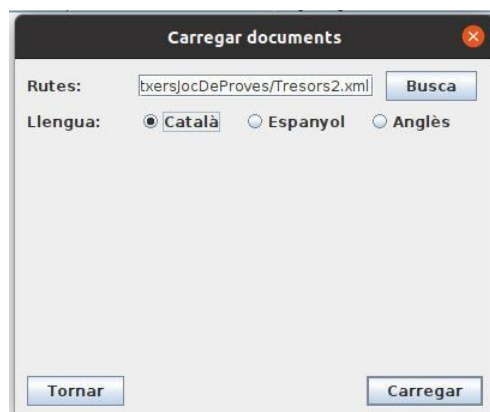 Carregar documents
Rutes: txersJocDeProves/Tresors2.xml Busca
Llengua: Català Espanyol Anglès
Tornar Carregar